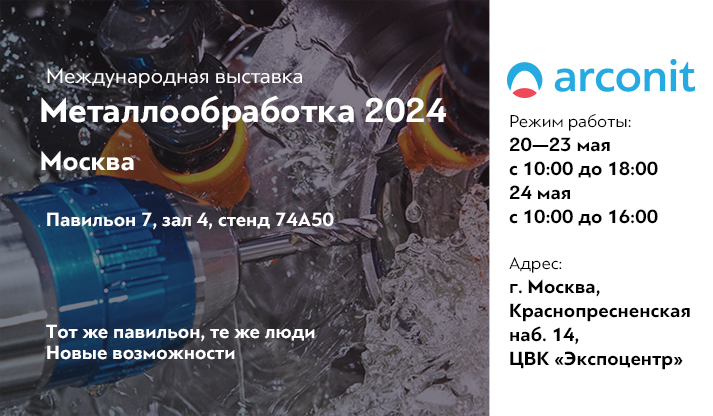 Международная выставка
Металлообработка 2024
Москва
Павильон 7, зал 4, стенд 74А50
Тот же павильон, те же люди
Новые возможности
arconit
Режим работы:
20—23 мая
с 10:00 до 18:00
24 мая
с 10:00 до 16:00
Адрес:
г. Москва,
Краснопресненская
наб. 14,
ЦВК «Экспоцентр»